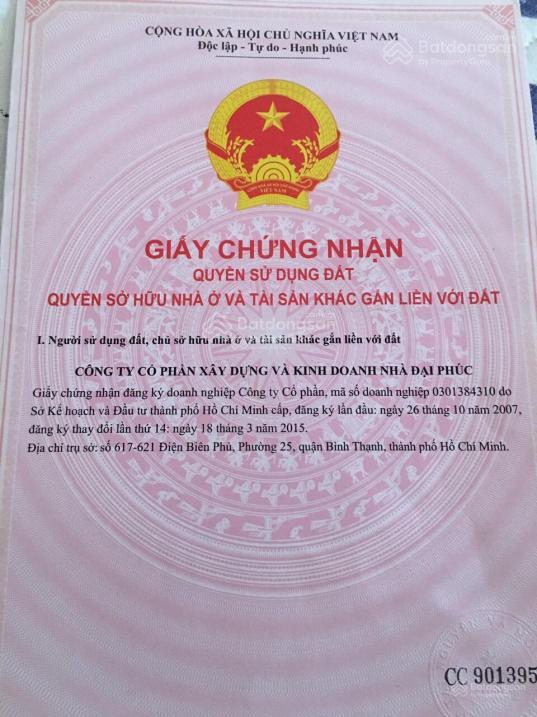 CỘNG HÒA XÃ HỘI CHỦ NGHĨA VIỆT NAM
Độc lập - Tự do - Hạnh phúc
Batdongsan
by PropertyGuru
VIỆT NAM
GIẤY CHỨNG NHẬN
QUYỀN SỬ DỤNG ĐẤT
QUYỀN SỞ HỮU NHÀ Ở VÀ TÀI SẢN KHÁC GẮN LIỀN VỚI ĐẤT
Batdongsan
I. Người sử dụng đất, chủ sở hữu nhà ở và tài sản khác gắn liền với đất
CÔNG TY CỔ PHẦN XÂY DỰNG VÀ KINH DOANH NHÀ ĐẠI PHÚC
Giấy chứng nhận đăng ký doanh nghiệp Công ty Cổ phần, mã số doanh nghiệp 0301384310 do
Sở Kế hoạch và Đầu tư thành phố Hồ Chí Minh cấp, đăng ký lần đầu: ngày 26 tháng 10 năm 2007,
đăng ký thay đổi lần thứ 14: ngày 18 tháng 3 năm 2015.
Địa chỉ trụ sở: số 617-621 Điện Biên Phủ, Phường 25, quận Bình Thạnh, thành phố Hồ Chí Minh.
CC 901395
Batdongsan